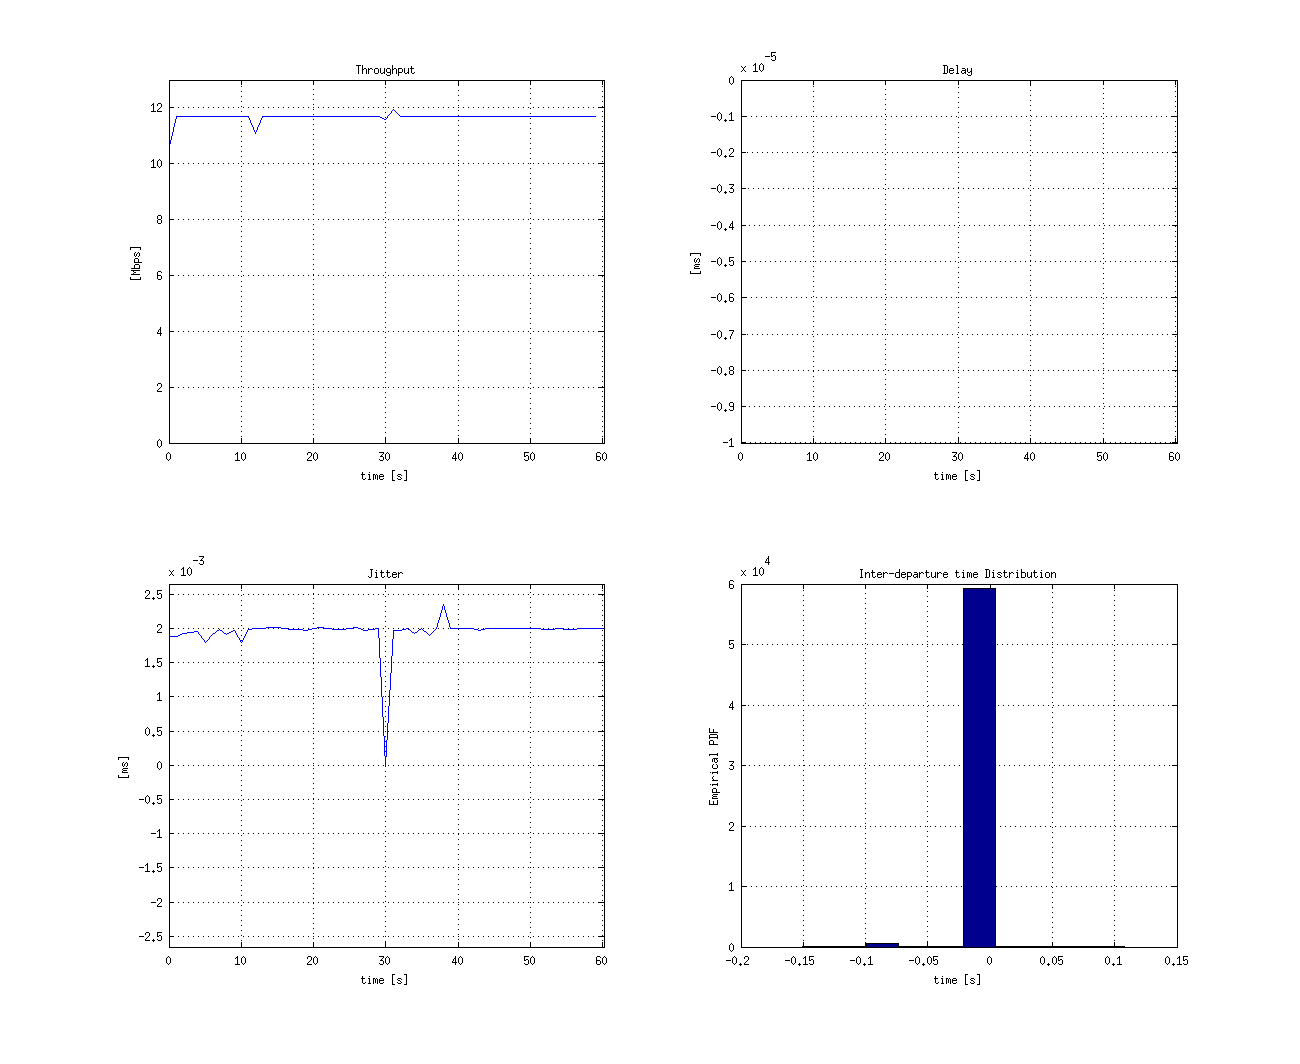 Throughput
12
10
8
6
4
2
0
[Mbps]
0 10 20 30 40 50 60
time [s]
x 10^-5
Delay
0
-0.1
-0.2
-0.3
-0.4
-0.5
-0.6
-0.7
-0.8
-0.9
-1
[ms]
0 10 20 30 40 50 60
time [s]
x 10^-3
Jitter
2.5
2
1.5
1
0.5
0
-0.5
-1
-1.5
-2
-2.5
[ms]
0 10 20 30 40 50 60
time [s]
x 10^4
Inter-departure time Distribution
6
5
4
3
2
1
0
Empirical PDF
-0.2 -0.15 -0.1 -0.05 0 0.05 0.1 0.15
time [s]